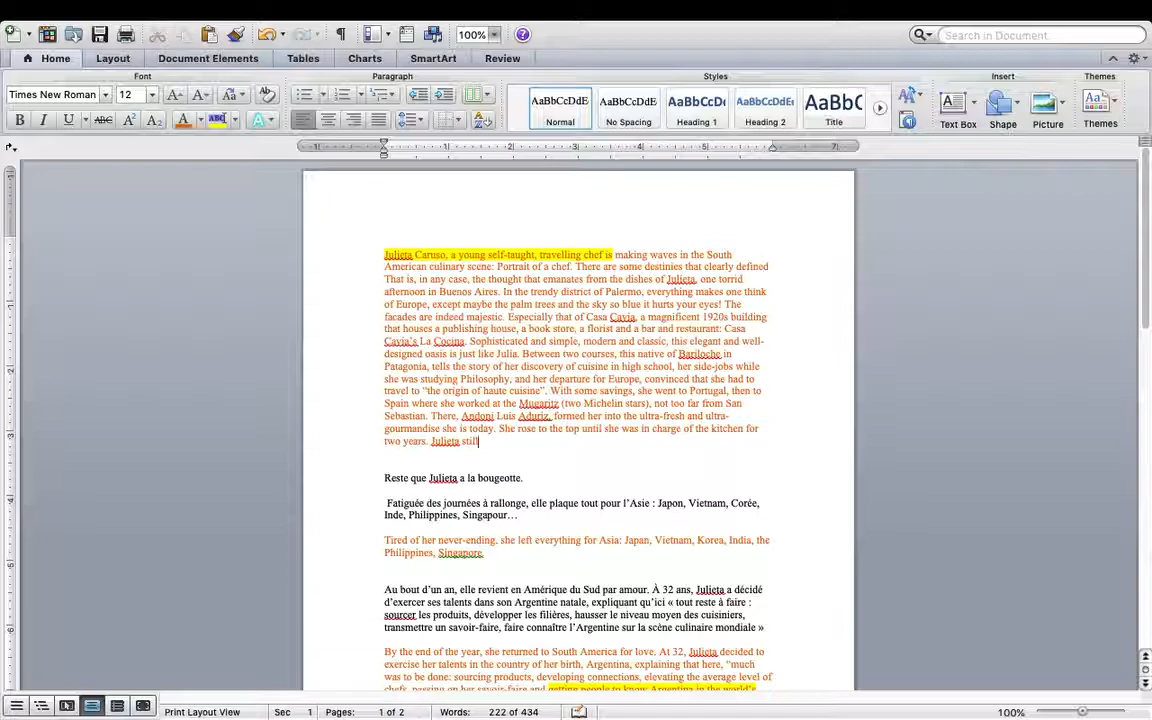 100%
Search in Document
Home Layout Document Elements Tables Charts SmartArt Review
Font Paragraph Styles Insert Themes
Times New Roman 12 Aa
AaBbCcDdE AaBbCcDdE AaBbCcDc AaBbCcDdEe AaBbC
Normal No Spacing Heading 1 Heading 2 Title Text Box Shape Picture Themes
B I U ABC A² A₂ A ABC A
Julieta Caruso, a young self-taught, travelling chef is making waves in the South
American culinary scene: Portrait of a chef. There are some destinies that clearly defined
That is, in any case, the thought that emanates from the dishes of Julieta, one torrid
afternoon in Buenos Aires. In the trendy district of Palermo, everything makes one think
of Europe, except maybe the palm trees and the sky so blue it hurts your eyes! The
facades are indeed majestic. Especially that of Casa Cavia, a magnificent 1920s building
that houses a publishing house, a book store, a florist and a bar and restaurant: Casa
Cavia's La Cocina. Sophisticated and simple, modern and classic, this elegant and well-
designed oasis is just like Julia. Between two courses, this native of Bariloche in
Patagonia, tells the story of her discovery of cuisine in high school, her side-jobs while
she was studying Philosophy, and her departure for Europe, convinced that she had to
travel to “the origin of haute cuisine”. With some savings, she went to Portugal, then to
Spain where she worked at the Mugaritz (two Michelin stars), not too far from San
Sebastian. There, Andoni Luis Aduriz, formed her into the ultra-fresh and ultra-
gourmandise she is today. She rose to the top until she was in charge of the kitchen for
two years. Julieta still
Reste que Julieta a la bougeotte.
Fatiguée des journées à rallonge, elle plaque tout pour l’Asie : Japon, Vietnam, Corée,
Inde, Philippines, Singapour…
Tired of her never-ending, she left everything for Asia: Japan, Vietnam, Korea, India, the
Philippines, Singapore.
Au bout d’un an, elle revient en Amérique du Sud par amour. À 32 ans, Julieta a décidé
d’exercer ses talents dans son Argentine natale, expliquant qu’ici « tout reste à faire :
sourcer les produits, développer les filières, hausser le niveau moyen des cuisiniers,
transmettre un savoir-faire, faire connaître l’Argentine sur la scène culinaire mondiale »
By the end of the year, she returned to South America for love. At 32, Julieta decided to
exercise her talents in the country of her birth, Argentina, explaining that here, “much
was to be done: sourcing products, developing connections, elevating the average level of
chefs, passing on her savoir-faire and getting people to know Argentina in the world’s
Print Layout View Sec 1 Pages: 1 of 2 Words: 222 of 434 100%